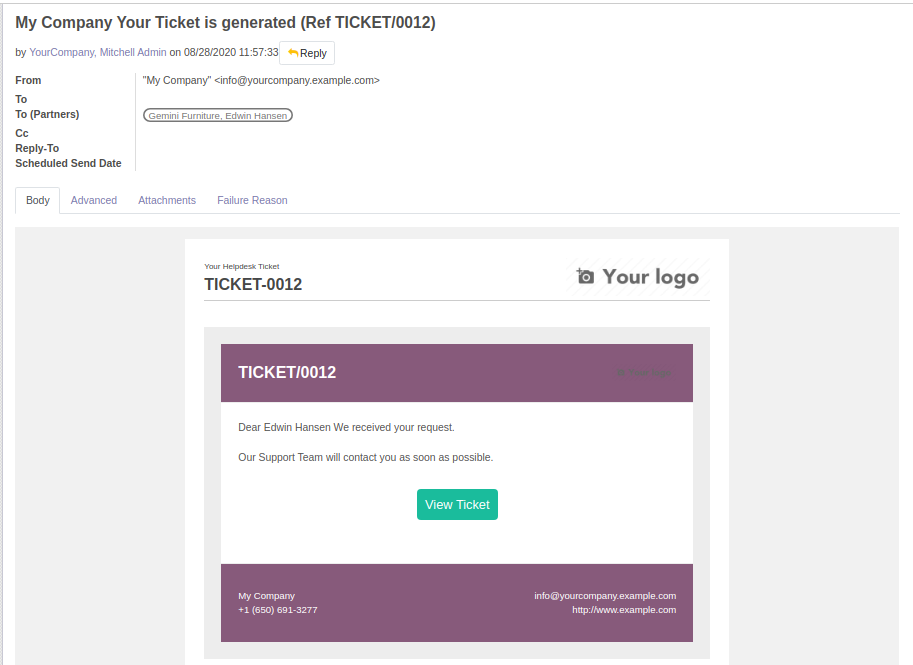 My Company Your Ticket is generated (Ref TICKET/0012)
by YourCompany, Mitchell Admin on 08/28/2020 11:57:33 Reply
From "My Company" <info@yourcompany.example.com>
To
To (Partners) Gemini Furniture, Edwin Hansen
Cc
Reply-To
Scheduled Send Date
Body Advanced Attachments Failure Reason
Your Helpdesk Ticket
TICKET-0012 Your logo
TICKET/0012
Dear Edwin Hansen We received your request.
Our Support Team will contact you as soon as possible.
View Ticket
My Company info@yourcompany.example.com
+1 (650) 691-3277 http://www.example.com